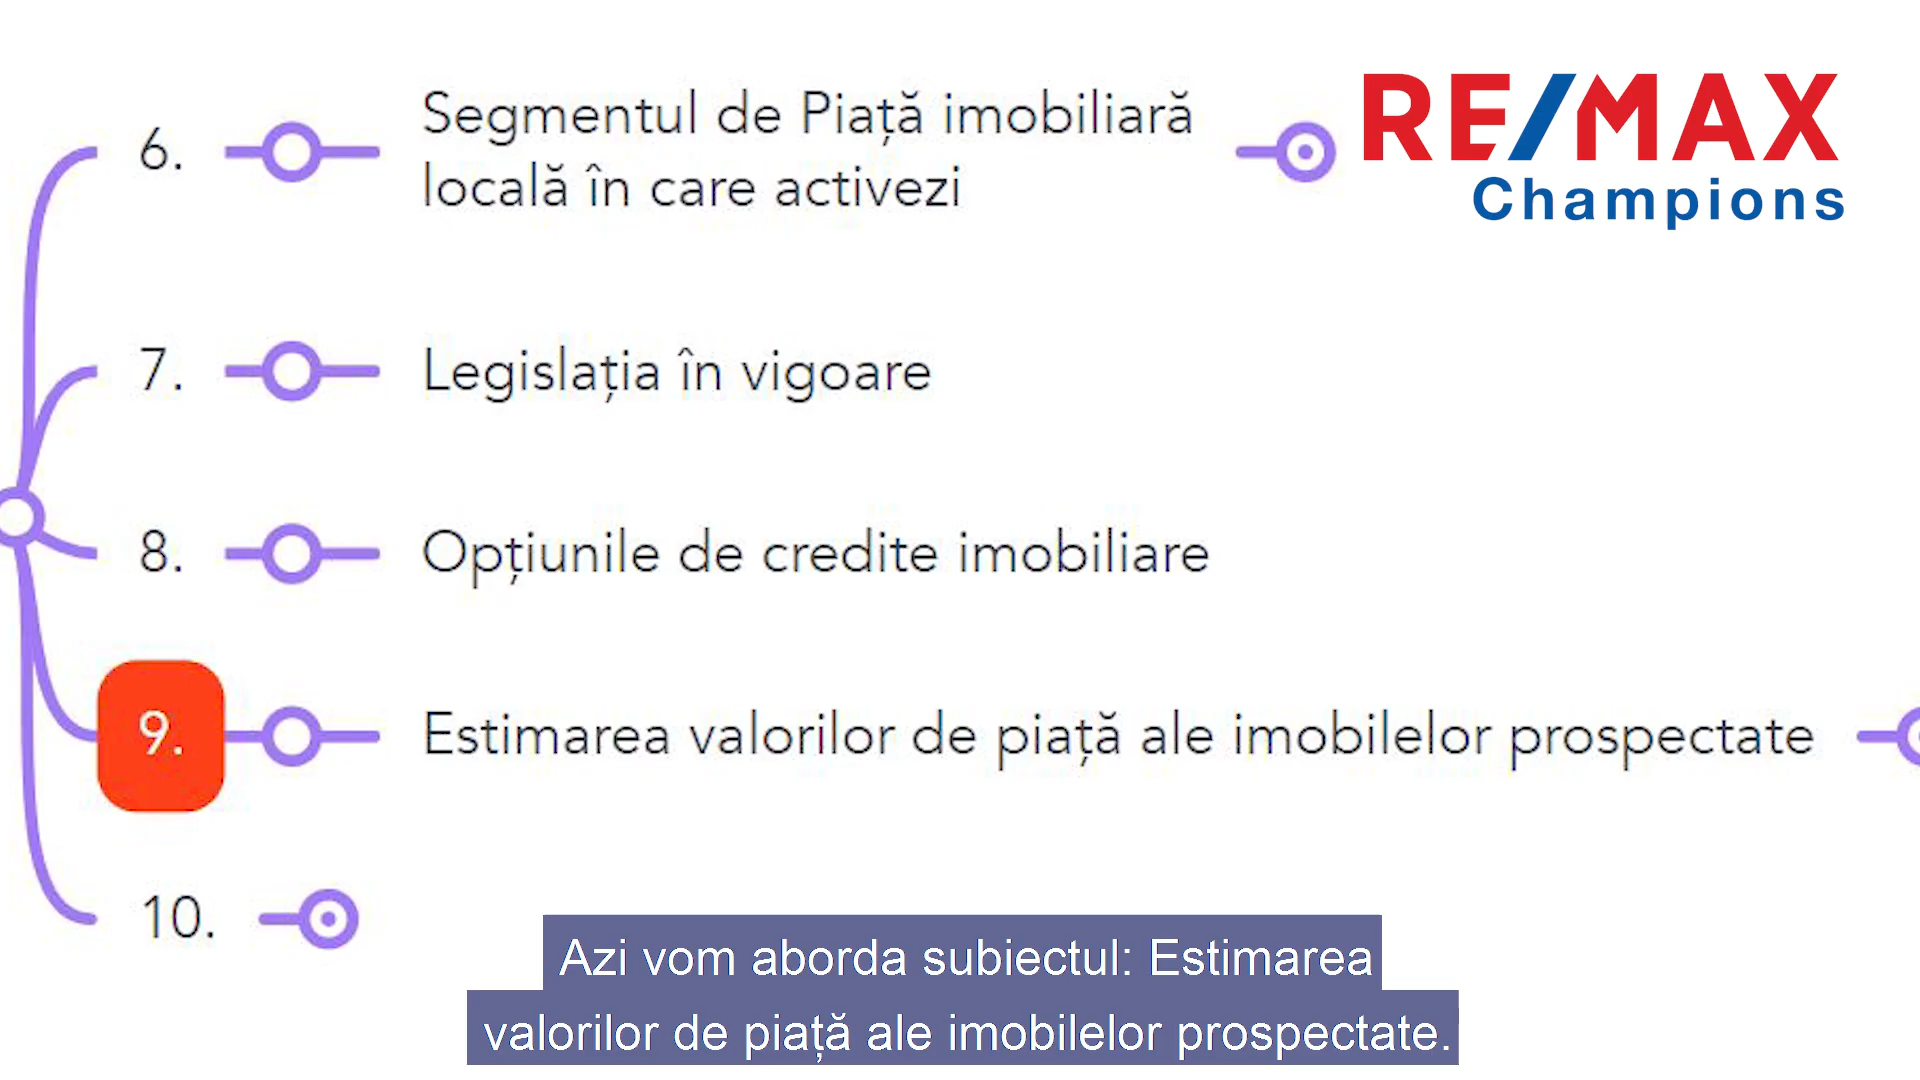 6. Segmentul de Piață imobiliară
locală în care activezi
RE/MAX
Champions
7. Legislația în vigoare
8. Opțiunile de credite imobiliare
9. Estimarea valorilor de piață ale imobilelor prospectate
10.
Azi vom aborda subiectul: Estimarea
valorilor de piață ale imobilelor prospectate.